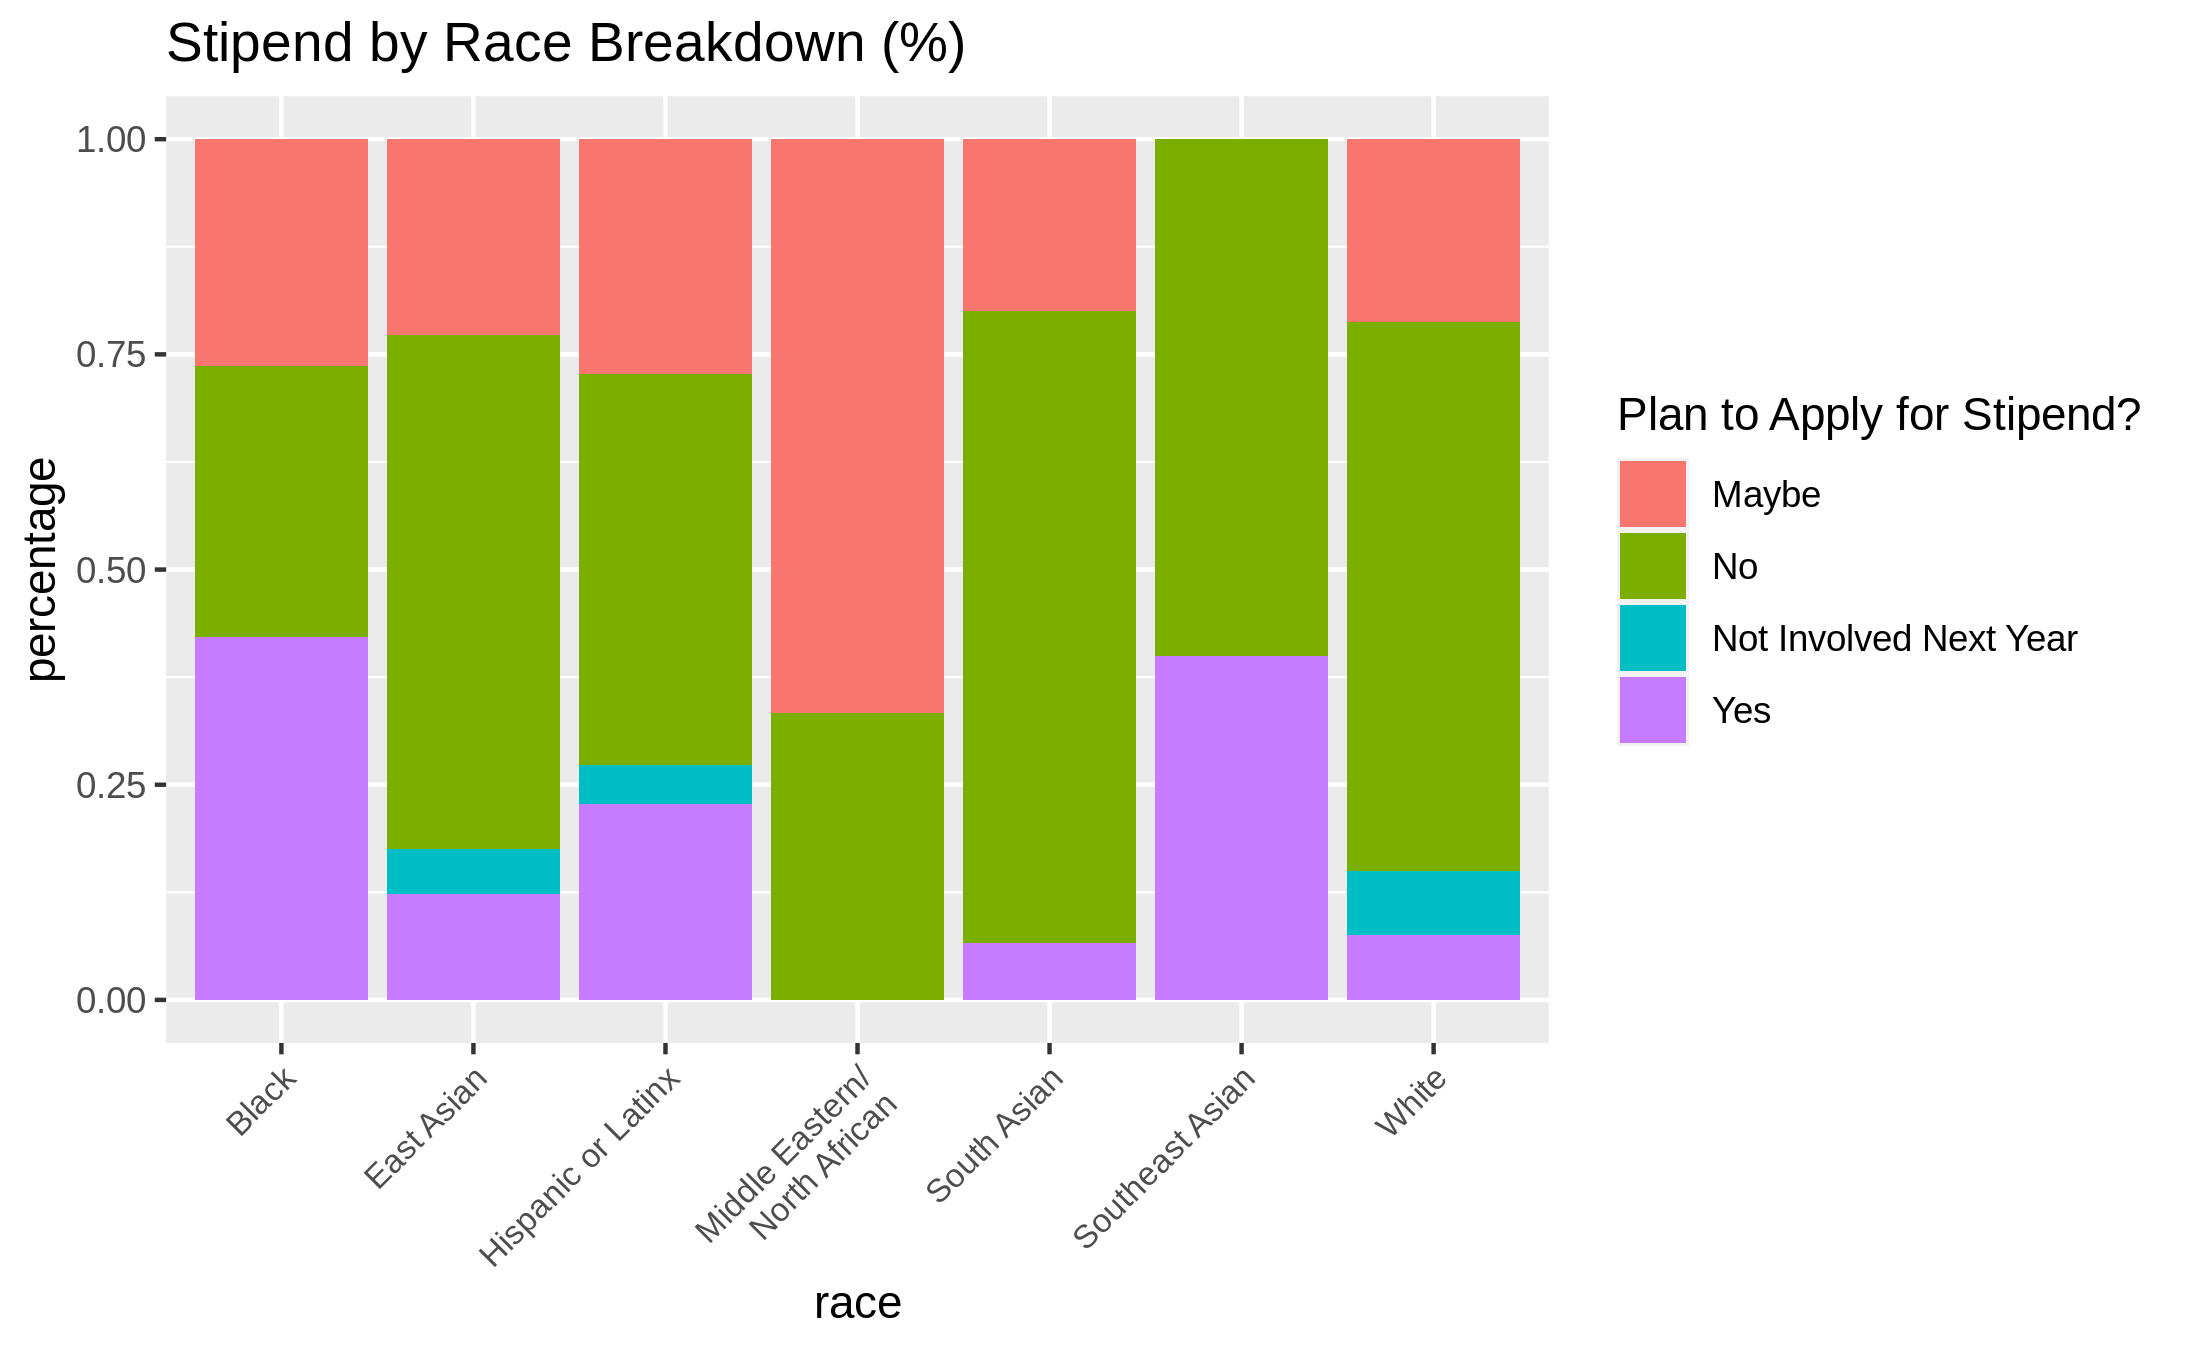 Stipend by Race Breakdown (%)
percentage
1.00
0.75
0.50
0.25
0.00
Black
East Asian
Hispanic or Latinx
Middle Eastern/
North African
South Asian
Southeast Asian
White
race
Plan to Apply for Stipend?
Maybe
No
Not Involved Next Year
Yes